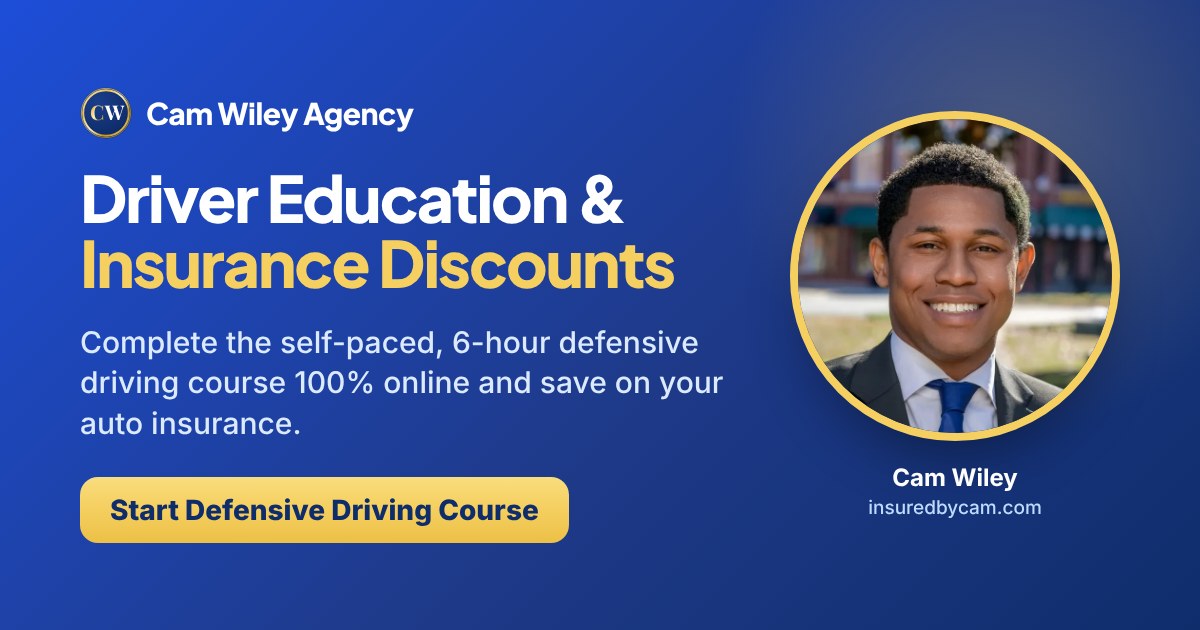 CW
Cam Wiley Agency
Driver Education &
Insurance Discounts
Complete the self-paced, 6-hour defensive
driving course 100% online and save on your
auto insurance.
Start Defensive Driving Course
Cam Wiley
insuredbycam.com